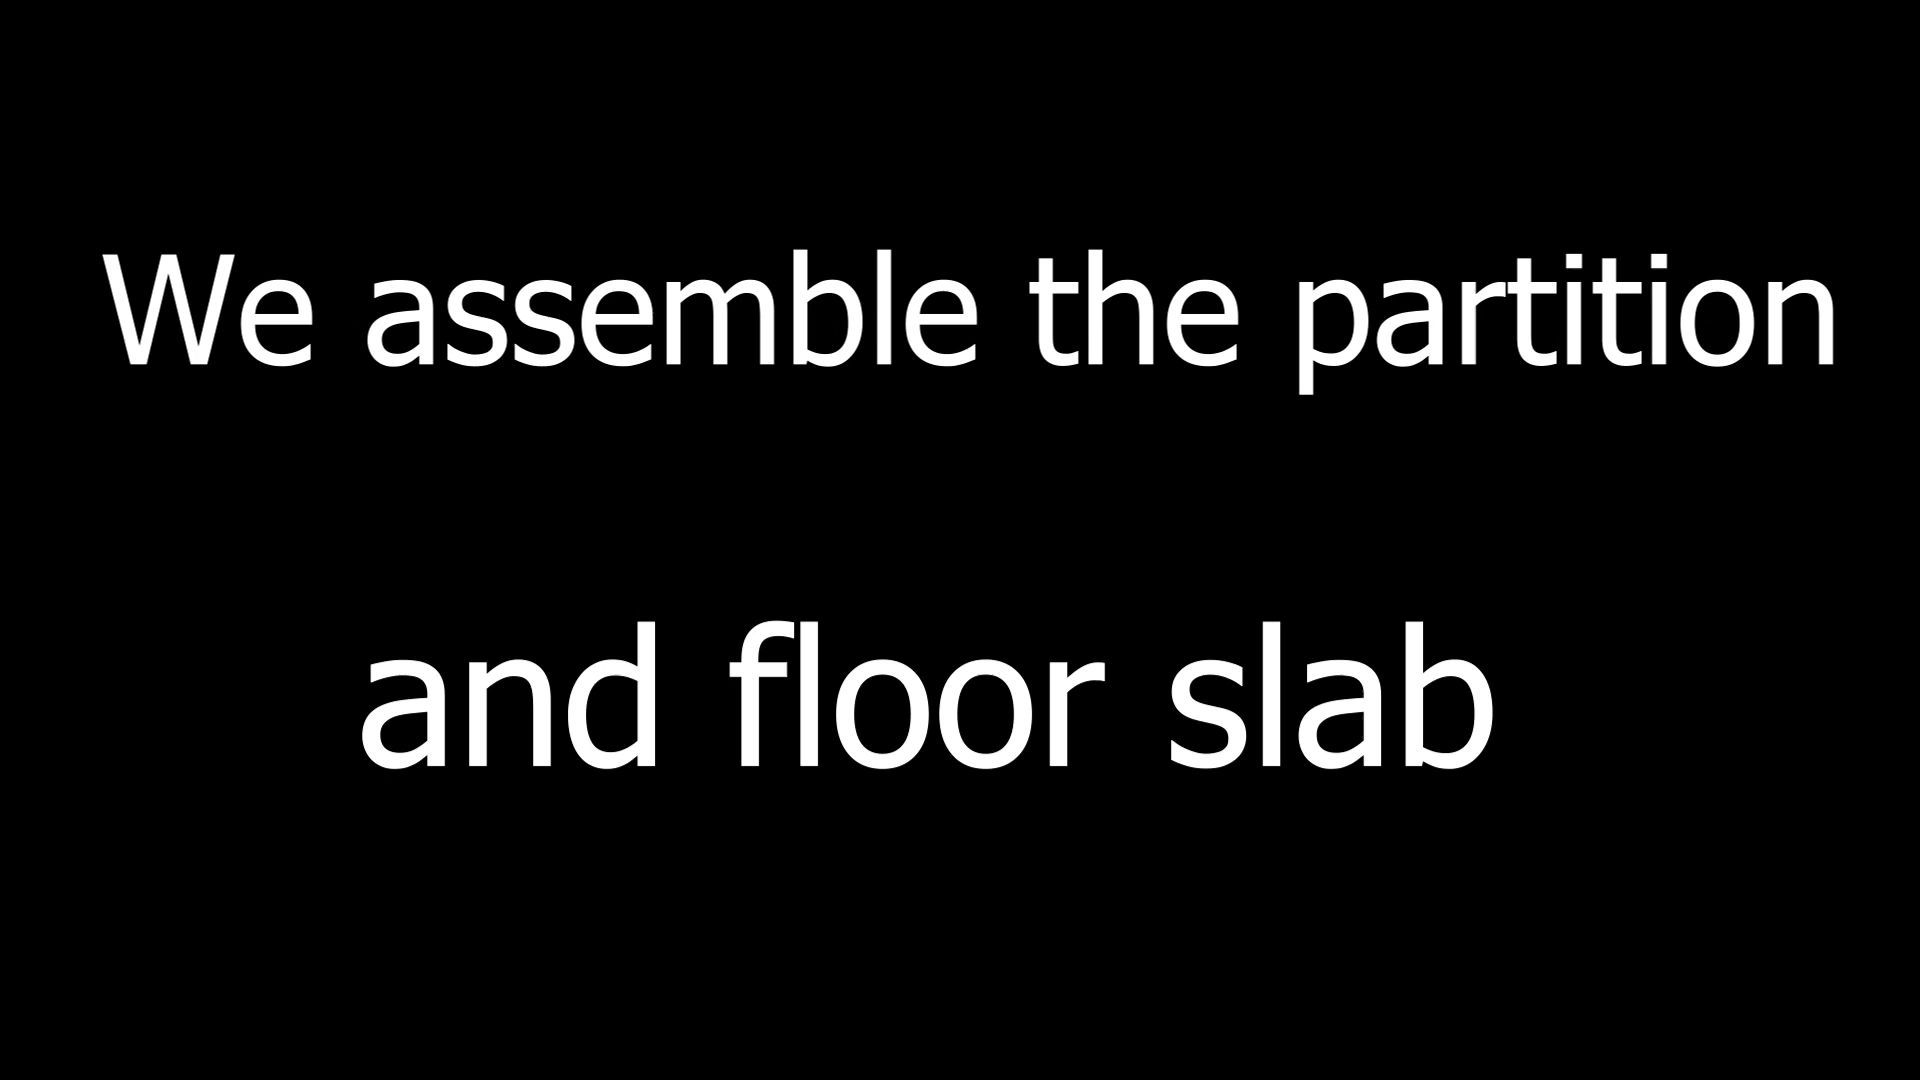 We assemble the partition
and floor slab